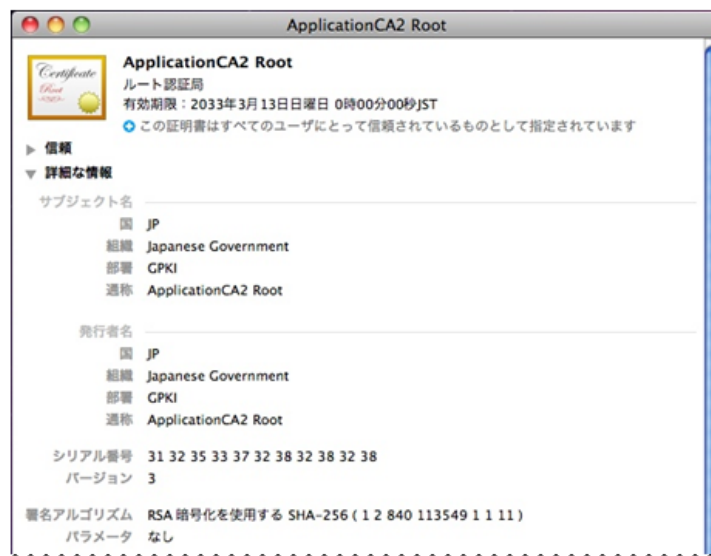 ApplicationCA2 Root
Certificate
Root
ApplicationCA2 Root
ルート認証局
有効期限：2033年3月13日日曜日 0時00分00秒JST
この証明書はすべてのユーザにとって信頼されているものとして指定されています
信頼
詳細な情報
サブジェクト名
国 JP
組織 Japanese Government
部署 GPKI
通称 ApplicationCA2 Root
発行者名
国 JP
組織 Japanese Government
部署 GPKI
通称 ApplicationCA2 Root
シリアル番号 31 32 35 33 37 32 38 32 38 32 38
バージョン 3
署名アルゴリズム RSA 暗号化を使用する SHA-256 ( 1 2 840 113549 1 1 11 )
パラメータ なし